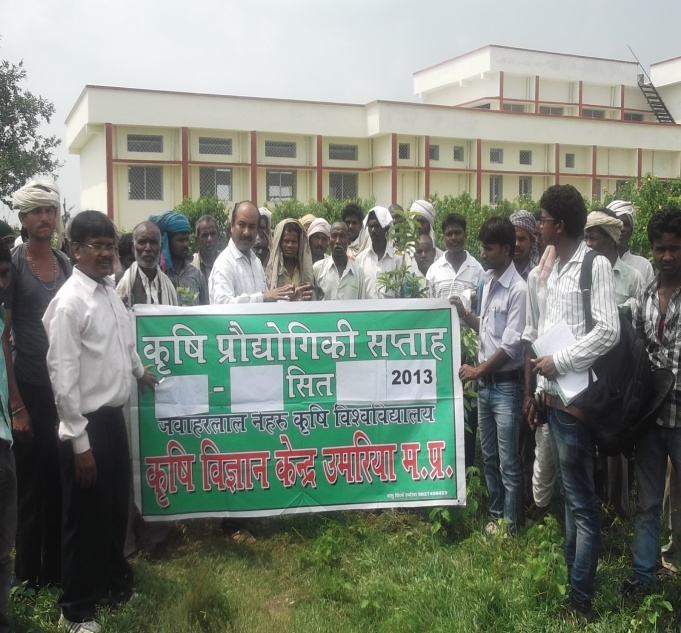 कृषि प्रौद्योगिकी सप्ताह
- सित 2013
जवाहरलाल नेहरु कृषि विश्वविद्यालय
कृषि विज्ञान केन्द्र उमरिया म.प्र.